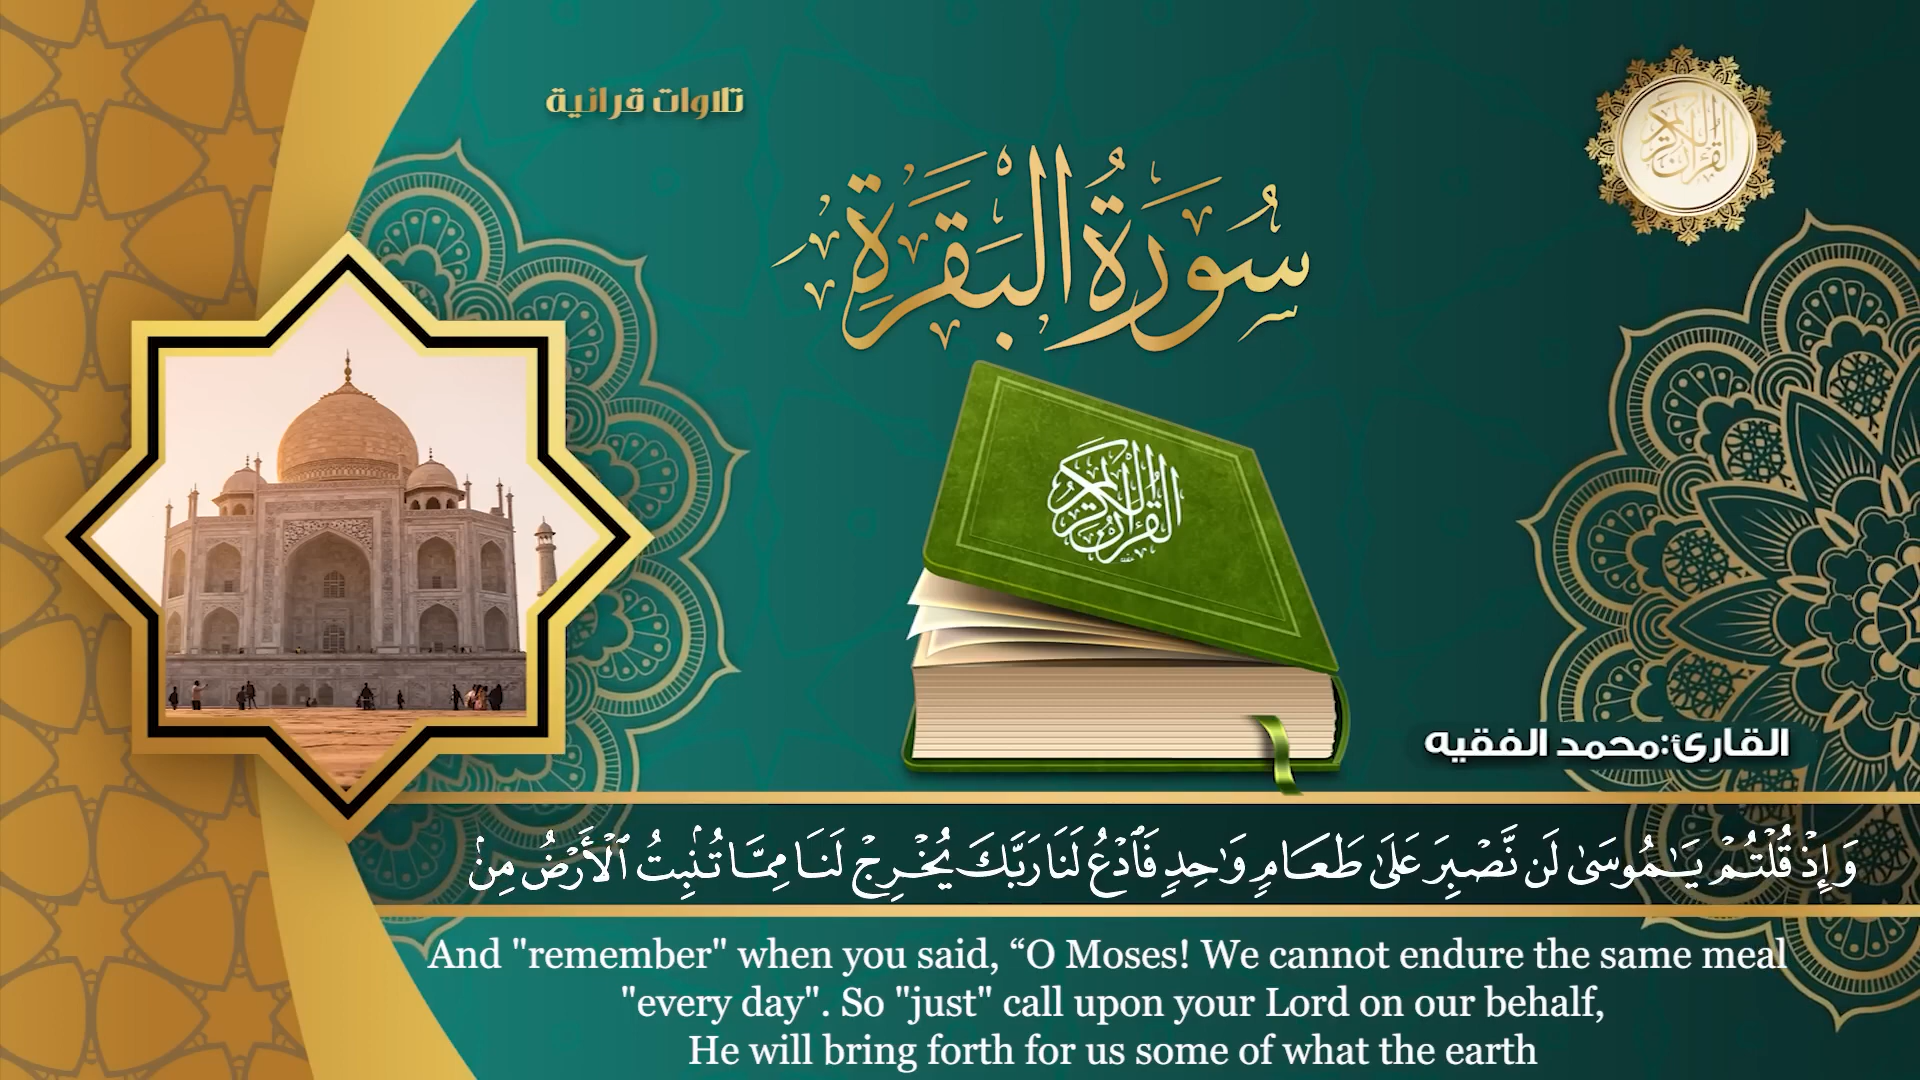 تلاوات قرانية
القرآن الكريم
سُورَةُ البَقَرَةِ
القرآن الكريم
القارئ:محمد الفقيه
وَإِذۡ قُلۡتُمۡ يَٰمُوسَىٰ لَن نَّصۡبِرَ عَلَىٰ طَعَامٖ وَٰحِدٖ فَٱدۡعُ لَنَا رَبَّكَ يُخۡرِجۡ لَنَا مِمَّا تُنۢبِتُ ٱلۡأَرۡضُ مِنۢ
And "remember" when you said, “O Moses! We cannot endure the same meal
"every day". So "just" call upon your Lord on our behalf,
He will bring forth for us some of what the earth